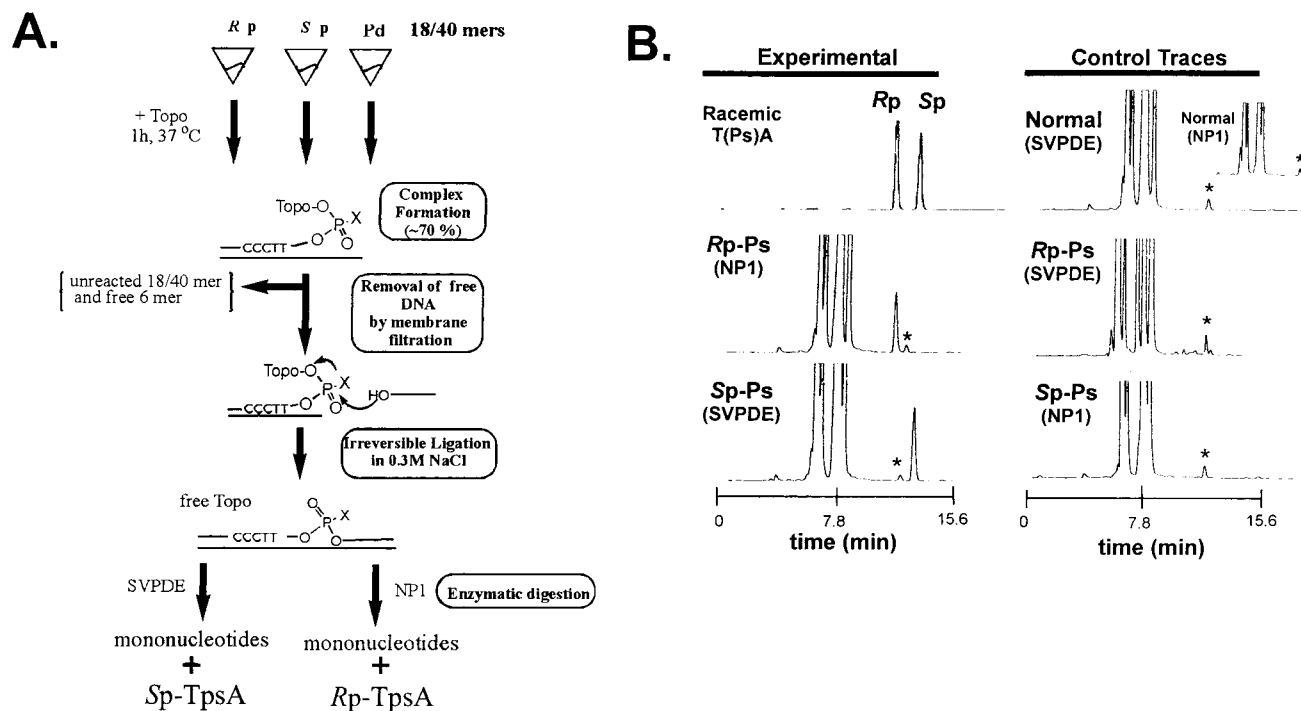 A.
Rp Sp Pd 18/40 mers
+ Topo
1h, 37 °C
Topo-O
P
X
O
O
CCCTT
Complex
Formation
(~70 %)
unreacted 18/40 mer
and free 6 mer
Removal of free
DNA
by membrane
filtration
Topo-O
P
X
O
O
HO
CCCTT
Irreversible Ligation
in 0.3M NaCl
free Topo
O
P
X
O
O
CCCTT
SVPDE
NP1
Enzymatic digestion
mononucleotides
+
Sp-TpsA
mononucleotides
+
Rp-TpsA
B.
Experimental
Racemic
T(Ps)A
Rp Sp
Rp-Ps
(NP1)
*
Sp-Ps
(SVPDE)
*
0 7.8 15.6
time (min)
Control Traces
Normal
(SVPDE)
*
Normal
(NP1)
*
Rp-Ps
(SVPDE)
*
Sp-Ps
(NP1)
*
0 7.8 15.6
time (min)